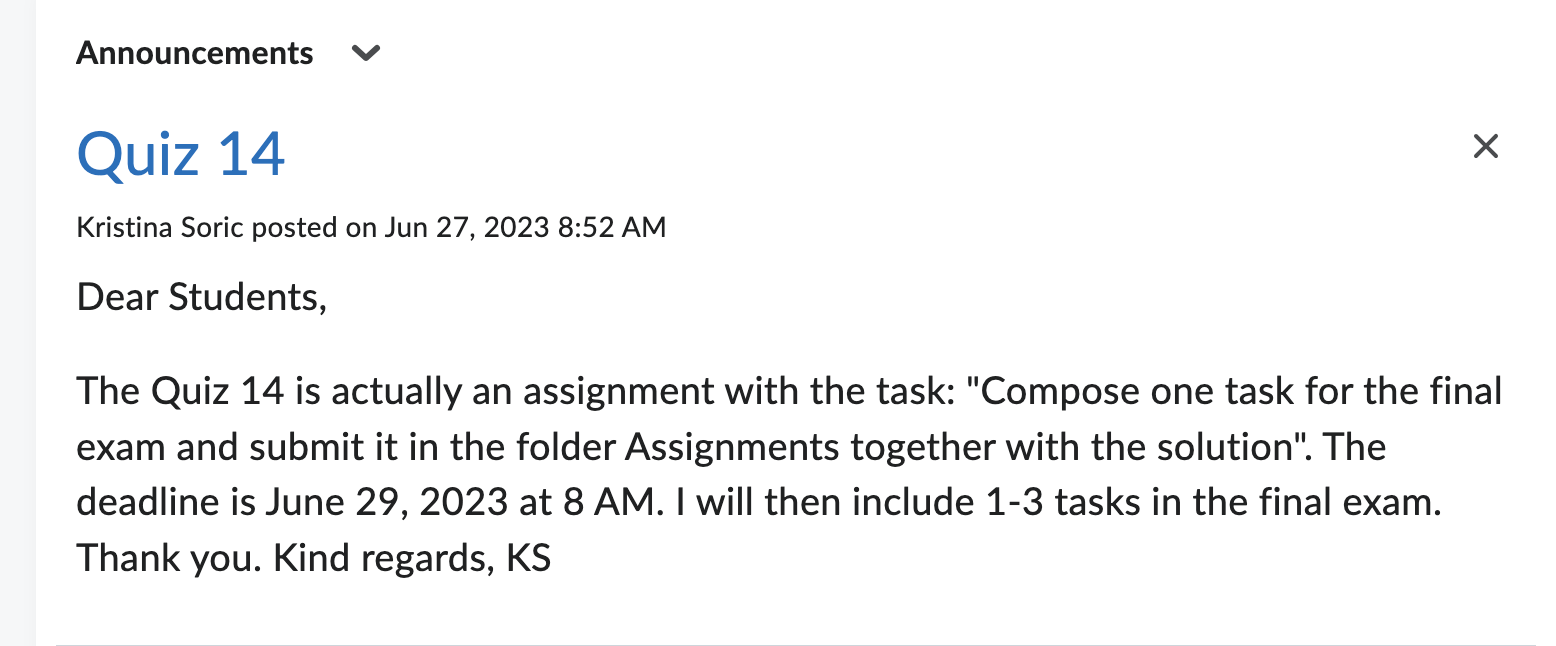 Announcements
Quiz 14
Kristina Soric posted on Jun 27, 2023 8:52 AM
Dear Students,
The Quiz 14 is actually an assignment with the task: "Compose one task for the final
exam and submit it in the folder Assignments together with the solution". The
deadline is June 29, 2023 at 8 AM. I will then include 1-3 tasks in the final exam.
Thank you. Kind regards, KS